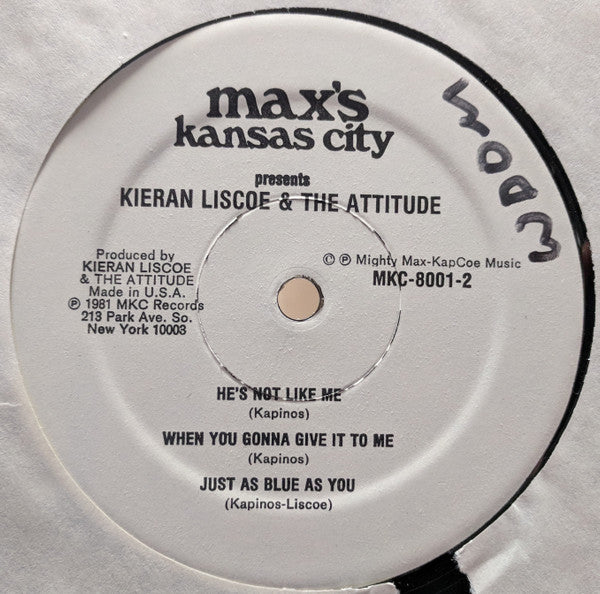 max's
kansas city
presents
KIERAN LISCOE & THE ATTITUDE
WDOM
Produced by
KIERAN LISCOE
& THE ATTITUDE
Made in U.S.A.
℗ 1981 MKC Records
213 Park Ave. So.
New York 10003
© ℗ Mighty Max-KapCoe Music
MKC-8001-2
HE'S NOT LIKE ME
(Kapinos)
WHEN YOU GONNA GIVE IT TO ME
(Kapinos)
JUST AS BLUE AS YOU
(Kapinos-Liscoe)